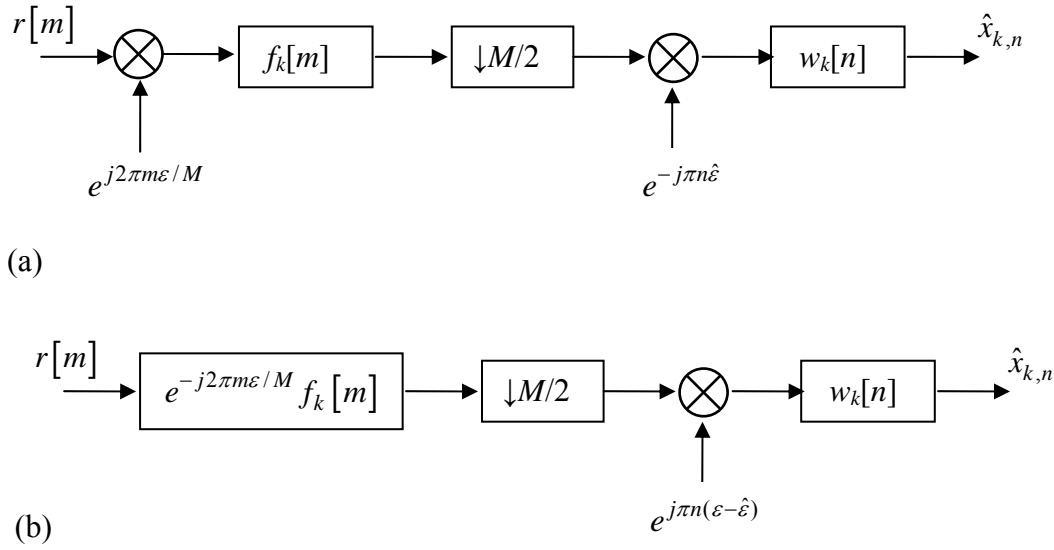 r[m] f_k[m] ↓M/2 w_k[n] x̂_{k,n}
e^{j2πmε/M} e^{-jπnε̂}
(a)
r[m] e^{-j2πmε/M} f_k[m] ↓M/2 w_k[n] x̂_{k,n}
e^{jπn(ε-ε̂)}
(b)